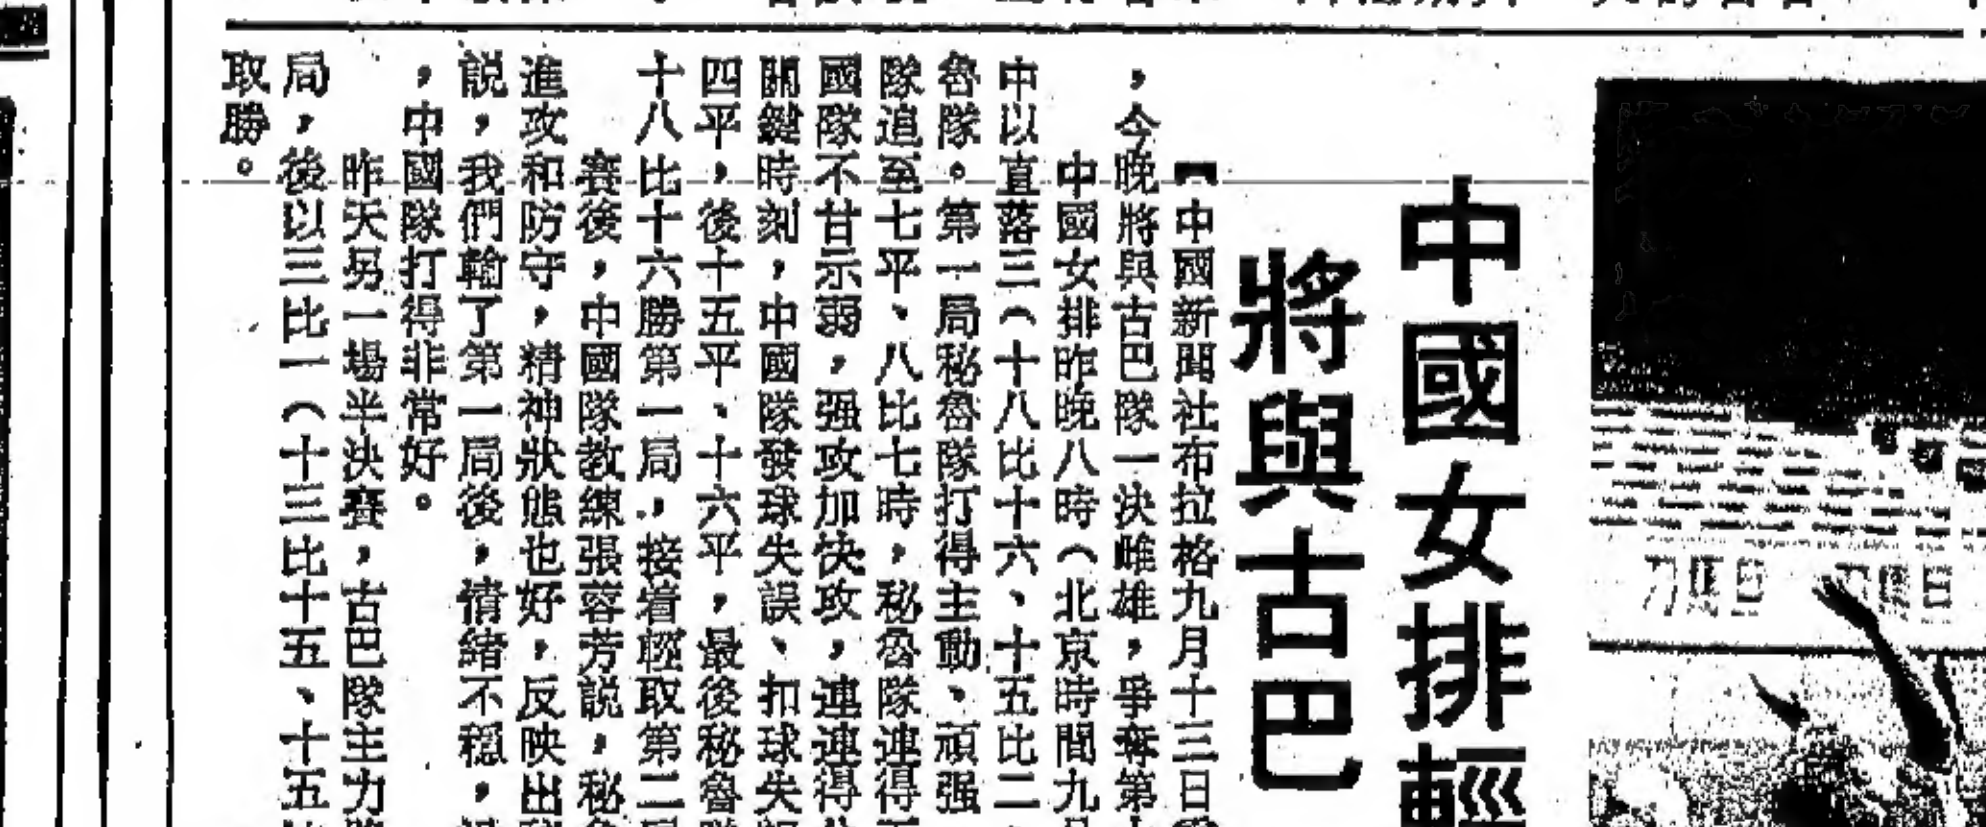 中國女排輕
將與古巴
【中國新聞社布拉格九月十三日
，今晚將與古巴隊一決雌雄，爭奪第
中國女排昨晚八時（北京時間九
中以直落三（十八比十六、十五比二
魯隊。第一局秘魯隊打得主動、頑强
隊追至七平、八比七時，秘魯隊連得
國隊不甘示弱，强攻加快攻，連連得
關鍵時刻，中國隊發球失誤、扣球失
四平，後十五平、十六平，最後秘魯
十八比十六勝第一局，接着輕取第二
賽後，中國隊教練張蓉芳説，秘
進攻和防守，精神狀態也好，反映出
説，我們輸了第一局後，情緒不穩，
，中國隊打得非常好。
昨天另一場半決賽，古巴隊主力
局，後以三比一（十三比十五、十五
取勝。